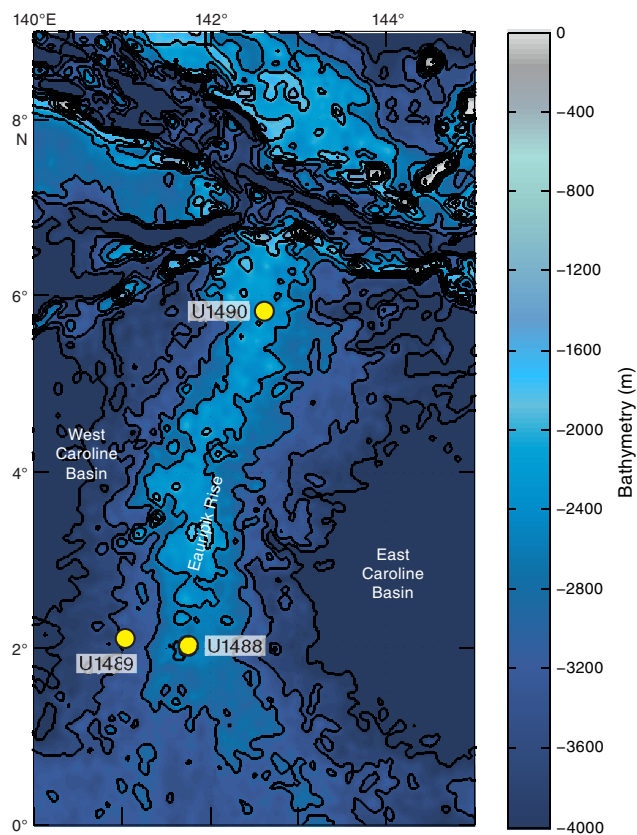 140°E 142° 144°
8°
N
6°
4°
2°
0°
U1490
West
Caroline
Basin
Eauripik Rise
East
Caroline
Basin
U1489
U1488
0
−400
−800
−1200
−1600
−2000
−2400
−2800
−3200
−3600
−4000
Bathymetry (m)